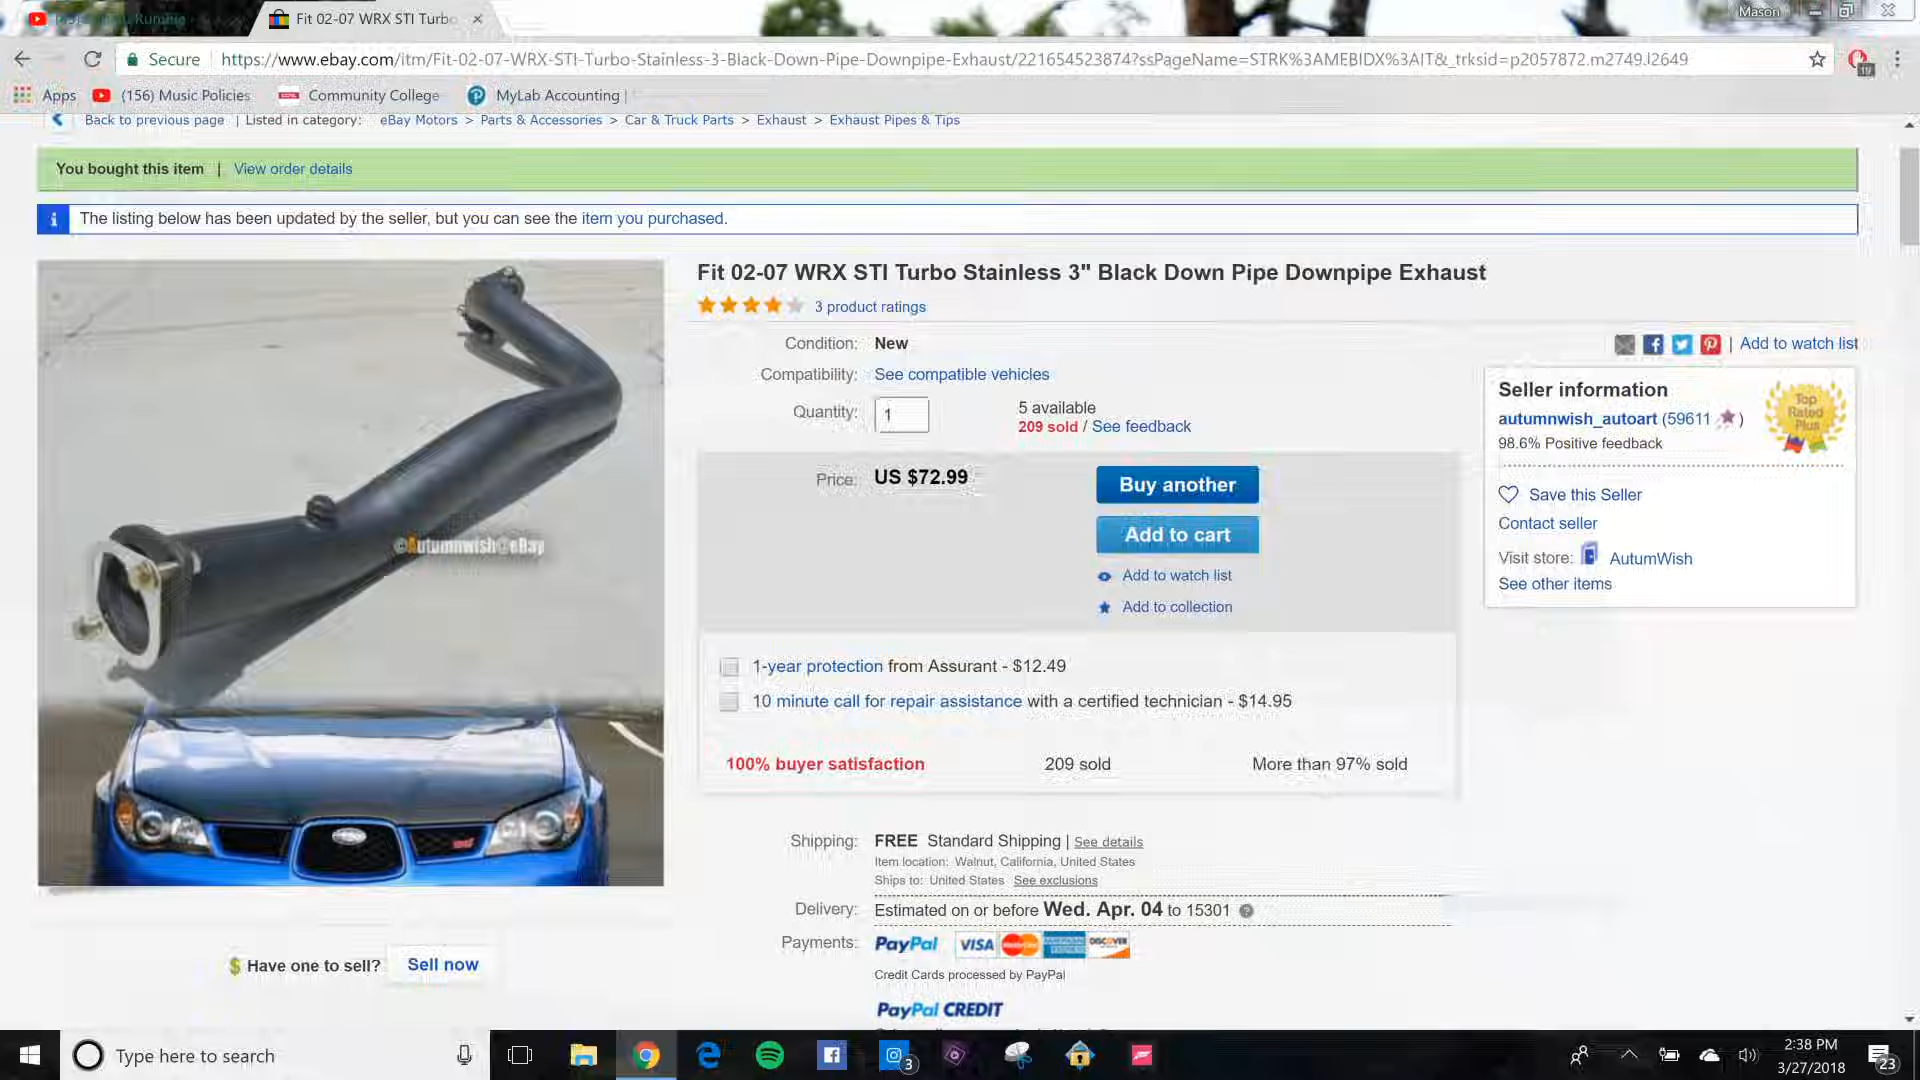 Fit 02-07 WRX STI Turbo
Mason
Secure https://www.ebay.com/itm/Fit-02-07-WRX-STI-Turbo-Stainless-3-Black-Down-Pipe-Downpipe-Exhaust/221654523874?ssPageName=STRK%3AMEBIDX%3AIT&_trksid=p2057872.m2749.l2649
19
Apps (156) Music Policies Community College MyLab Accounting |
Back to previous page | Listed in category: eBay Motors > Parts & Accessories > Car & Truck Parts > Exhaust > Exhaust Pipes & Tips
You bought this item | View order details
The listing below has been updated by the seller, but you can see the item you purchased.
Fit 02-07 WRX STI Turbo Stainless 3" Black Down Pipe Downpipe Exhaust
3 product ratings
Condition: New
Compatibility: See compatible vehicles
Quantity: 1
5 available
209 sold / See feedback
Price: US $72.99
Buy another
Add to cart
Add to watch list
Add to collection
1-year protection from Assurant - $12.49
10 minute call for repair assistance with a certified technician - $14.95
100% buyer satisfaction 209 sold More than 97% sold
Shipping: FREE Standard Shipping | See details
Item location: Walnut, California, United States
Ships to: United States See exclusions
Delivery: Estimated on or before Wed. Apr. 04 to 15301
Payments: PayPal VISA MasterCard DISCOVER
Credit Cards processed by PayPal
PayPal CREDIT
| Add to watch list
Seller information
autumnwish_autoart (59611 )
98.6% Positive feedback
Top Rated Plus
Save this Seller
Contact seller
Visit store: AutumWish
See other items
©Autumnwish@eBay
$ Have one to sell? Sell now
Type here to search
3
2:38 PM
3/27/2018
23